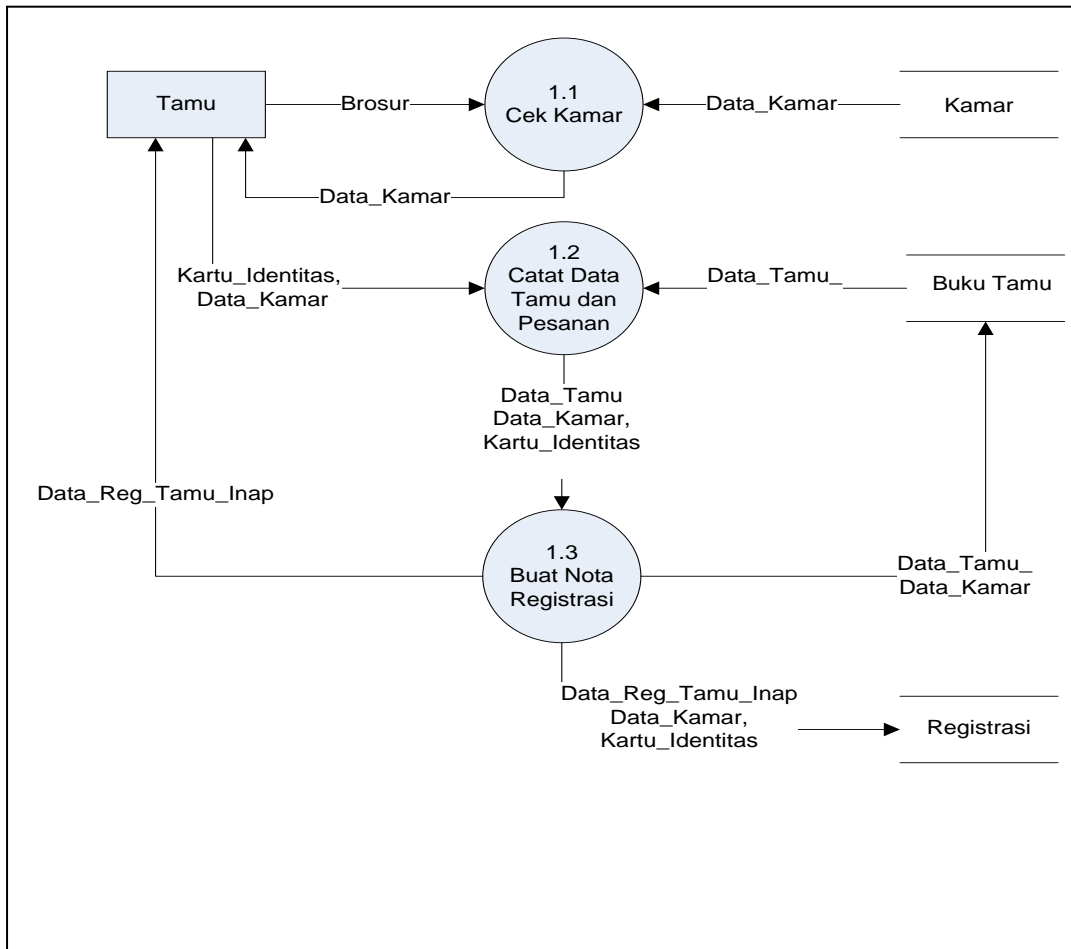 Tamu
Brosur
1.1
Cek Kamar
Data_Kamar
Kamar
Data_Kamar
Kartu_Identitas,
Data_Kamar
1.2
Catat Data
Tamu dan
Pesanan
Data_Tamu_
Buku Tamu
Data_Tamu
Data_Kamar,
Kartu_Identitas
Data_Reg_Tamu_Inap
1.3
Buat Nota
Registrasi
Data_Tamu_
Data_Kamar
Data_Reg_Tamu_Inap
Data_Kamar,
Kartu_Identitas
Registrasi